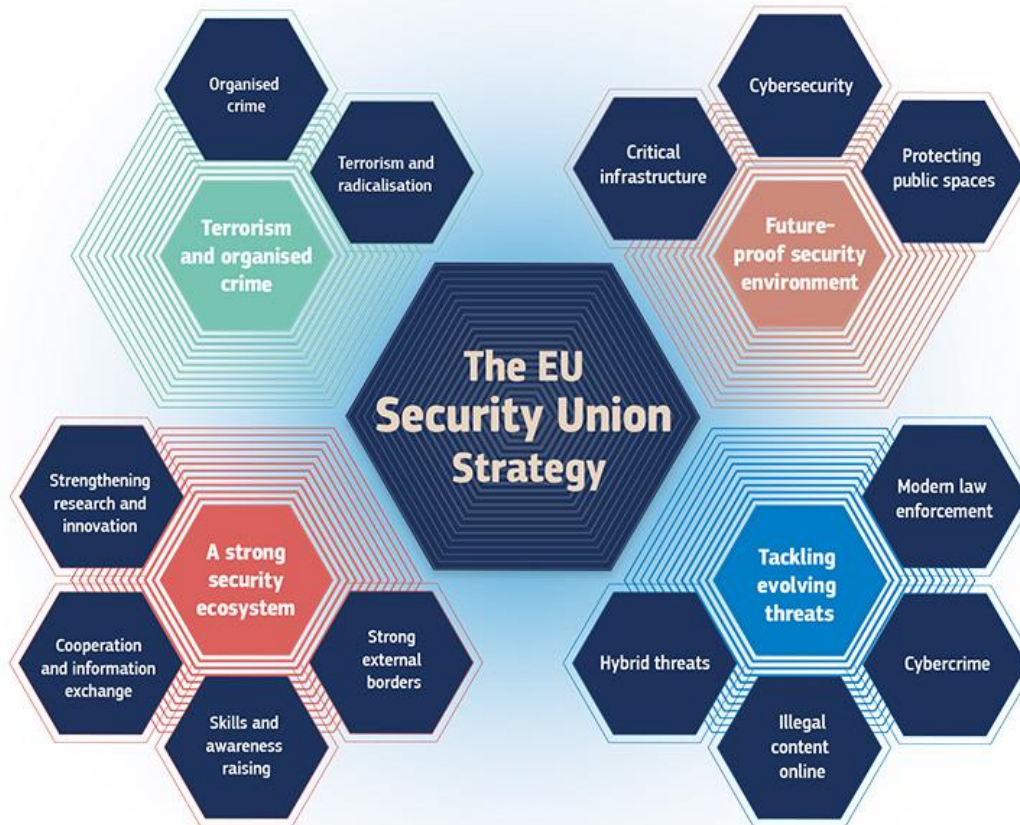 Organised
crime
Terrorism and
radicalisation
Terrorism
and organised
crime
Cybersecurity
Critical
infrastructure
Protecting
public spaces
Future-
proof security
environment
The EU
Security Union
Strategy
Strengthening
research and
innovation
A strong
security
ecosystem
Cooperation
and information
exchange
Skills and
awareness
raising
Strong
external
borders
Modern law
enforcement
Tackling
evolving
threats
Hybrid threats
Cybercrime
Illegal
content
online